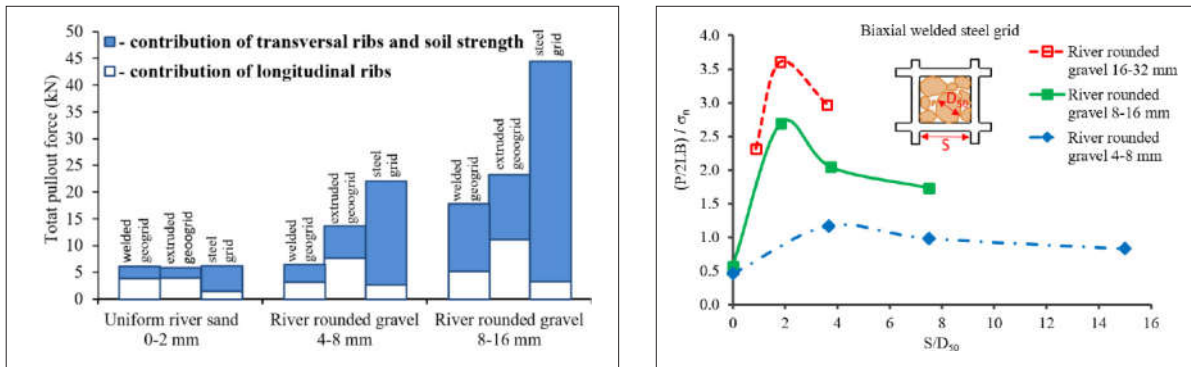 50
45
40
35
30
25
20
15
10
5
0
Totat pullout force (kN)
- contribution of transversal ribs and soil strength
- contribution of longitudinal ribs
welded
geogrid
extruded
geoogrid
steel
grid
welded
geogrid
extruded
geoogrid
steel
grid
welded
geogrid
extruded
geoogrid
steel
grid
Uniform river sand
0-2 mm
River rounded gravel
4-8 mm
River rounded gravel
8-16 mm
Biaxial welded steel grid
4.0
3.5
3.0
2.5
2.0
1.5
1.0
0.5
0.0
(P/2LB) / σn
D50
S
River rounded
gravel 16-32 mm
River rounded
gravel 8-16 mm
River rounded
gravel 4-8 mm
0 2 4 6 8 10 12 14 16
S/D50